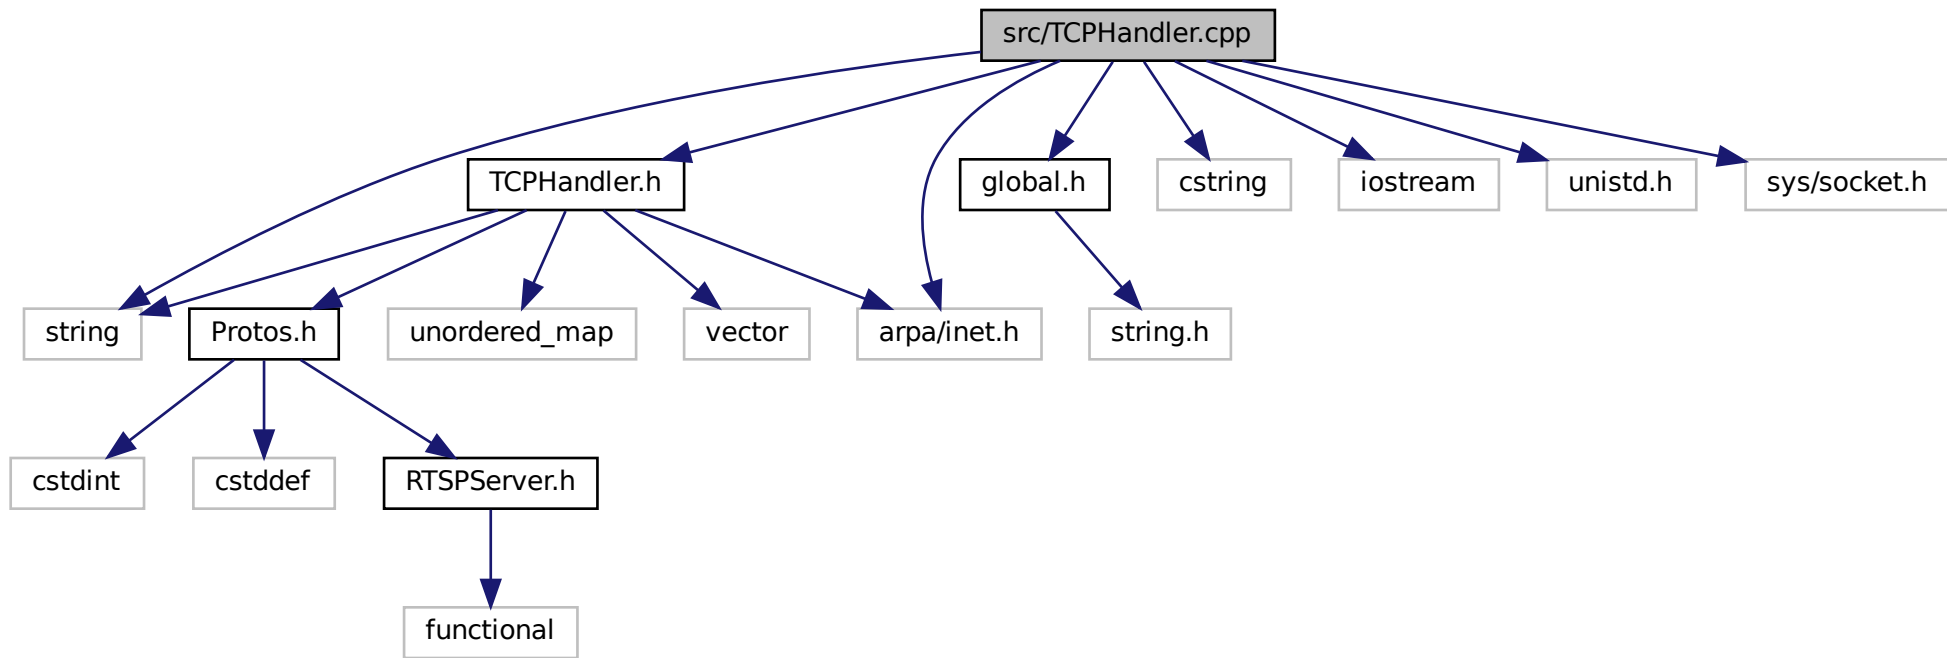 src/TCPHandler.cpp
TCPHandler.h
global.h
cstring
iostream
unistd.h
sys/socket.h
string
Protos.h
unordered_map
vector
arpa/inet.h
string.h
cstdint
cstddef
RTSPServer.h
functional